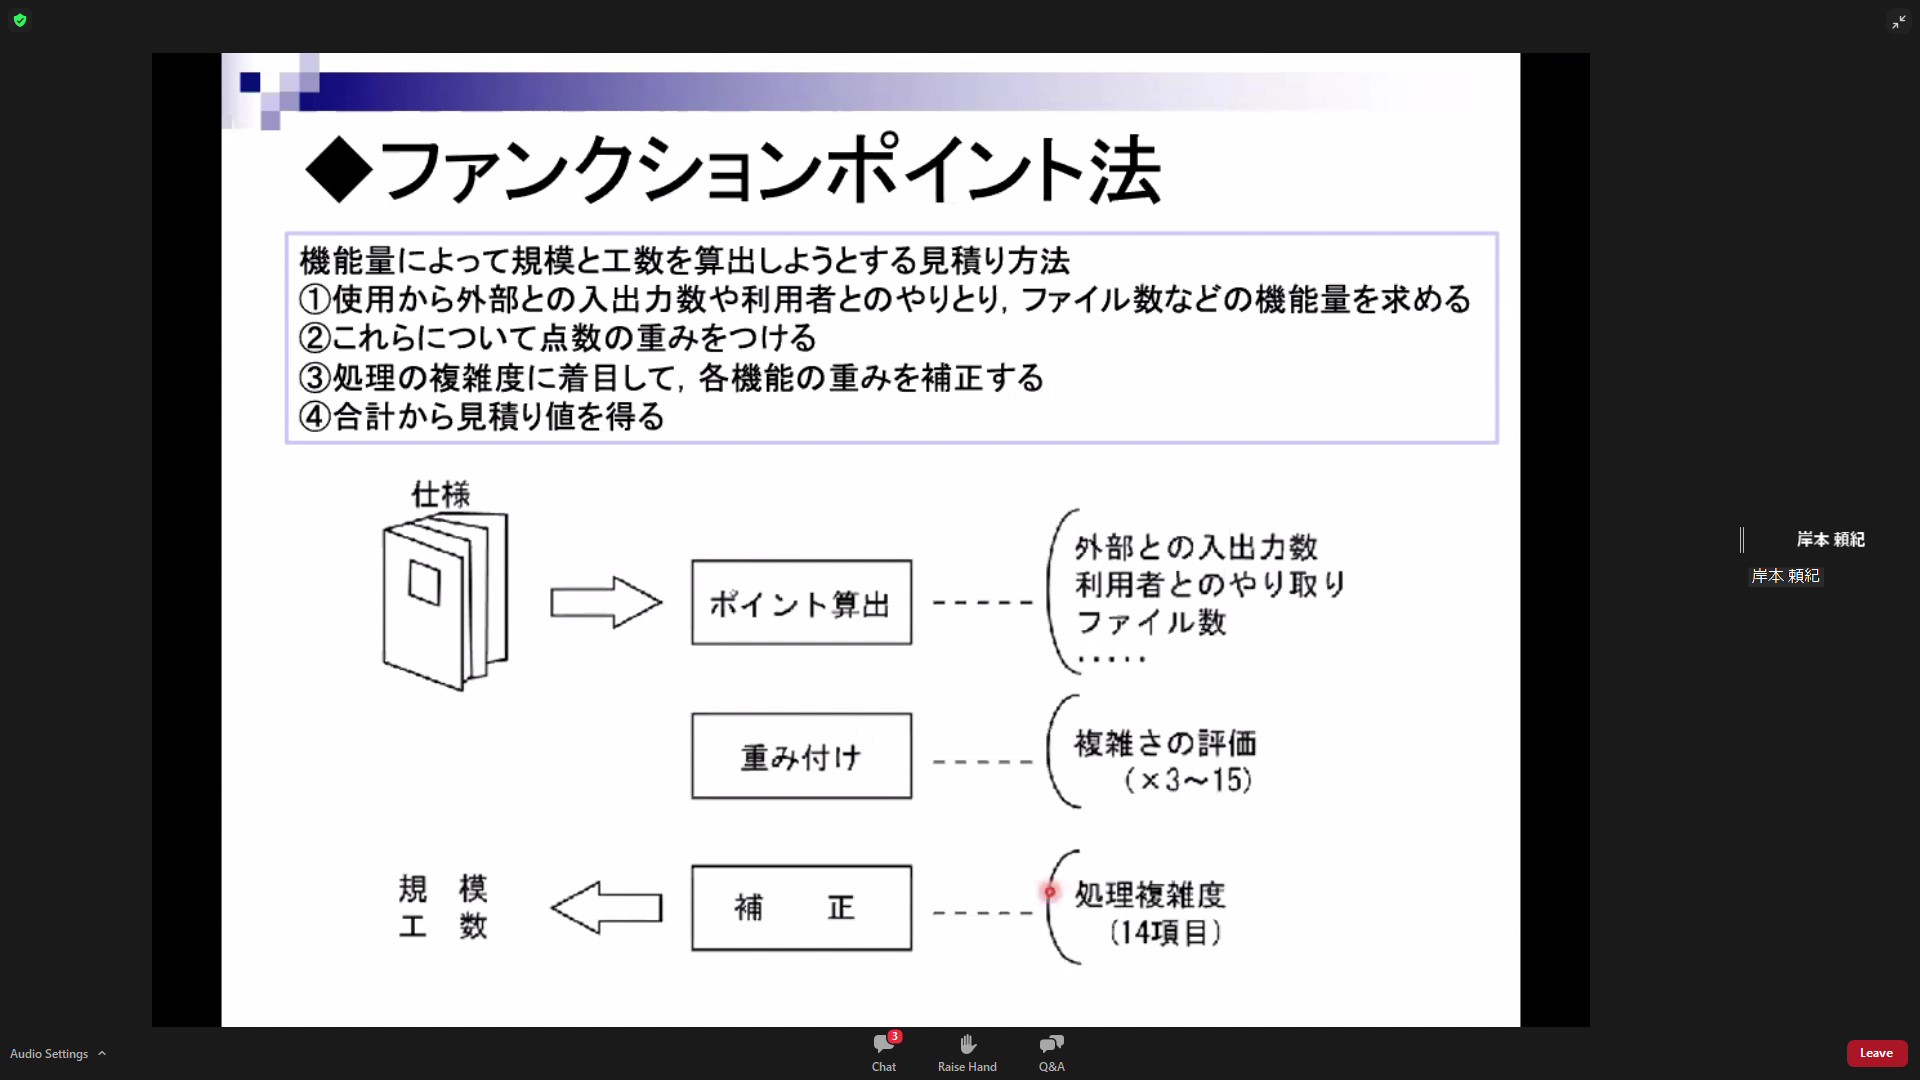 ◆ファンクションポイント法
機能量によって規模と工数を算出しようとする見積り方法
①使用から外部との入出力数や利用者とのやりとり，ファイル数などの機能量を求める
②これらについて点数の重みをつける
③処理の複雑度に着目して，各機能の重みを補正する
④合計から見積り値を得る
仕様
ポイント算出
外部との入出力数
利用者とのやり取り
ファイル数
・・・・・
重み付け
複雑さの評価
（×3～15）
規　模
工　数
補　　正
処理複雑度
（14項目）
岸本 頼紀
岸本 頼紀
Audio Settings
3
Chat
Raise Hand
Q&A
Leave